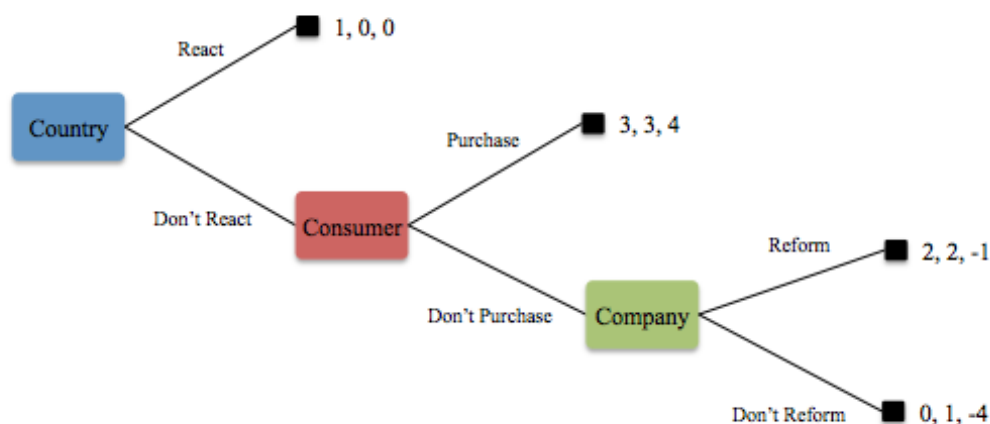 1, 0, 0
React
Country
Purchase
3, 3, 4
Don't React
Consumer
Reform
2, 2, -1
Don't Purchase
Company
Don't Reform
0, 1, -4